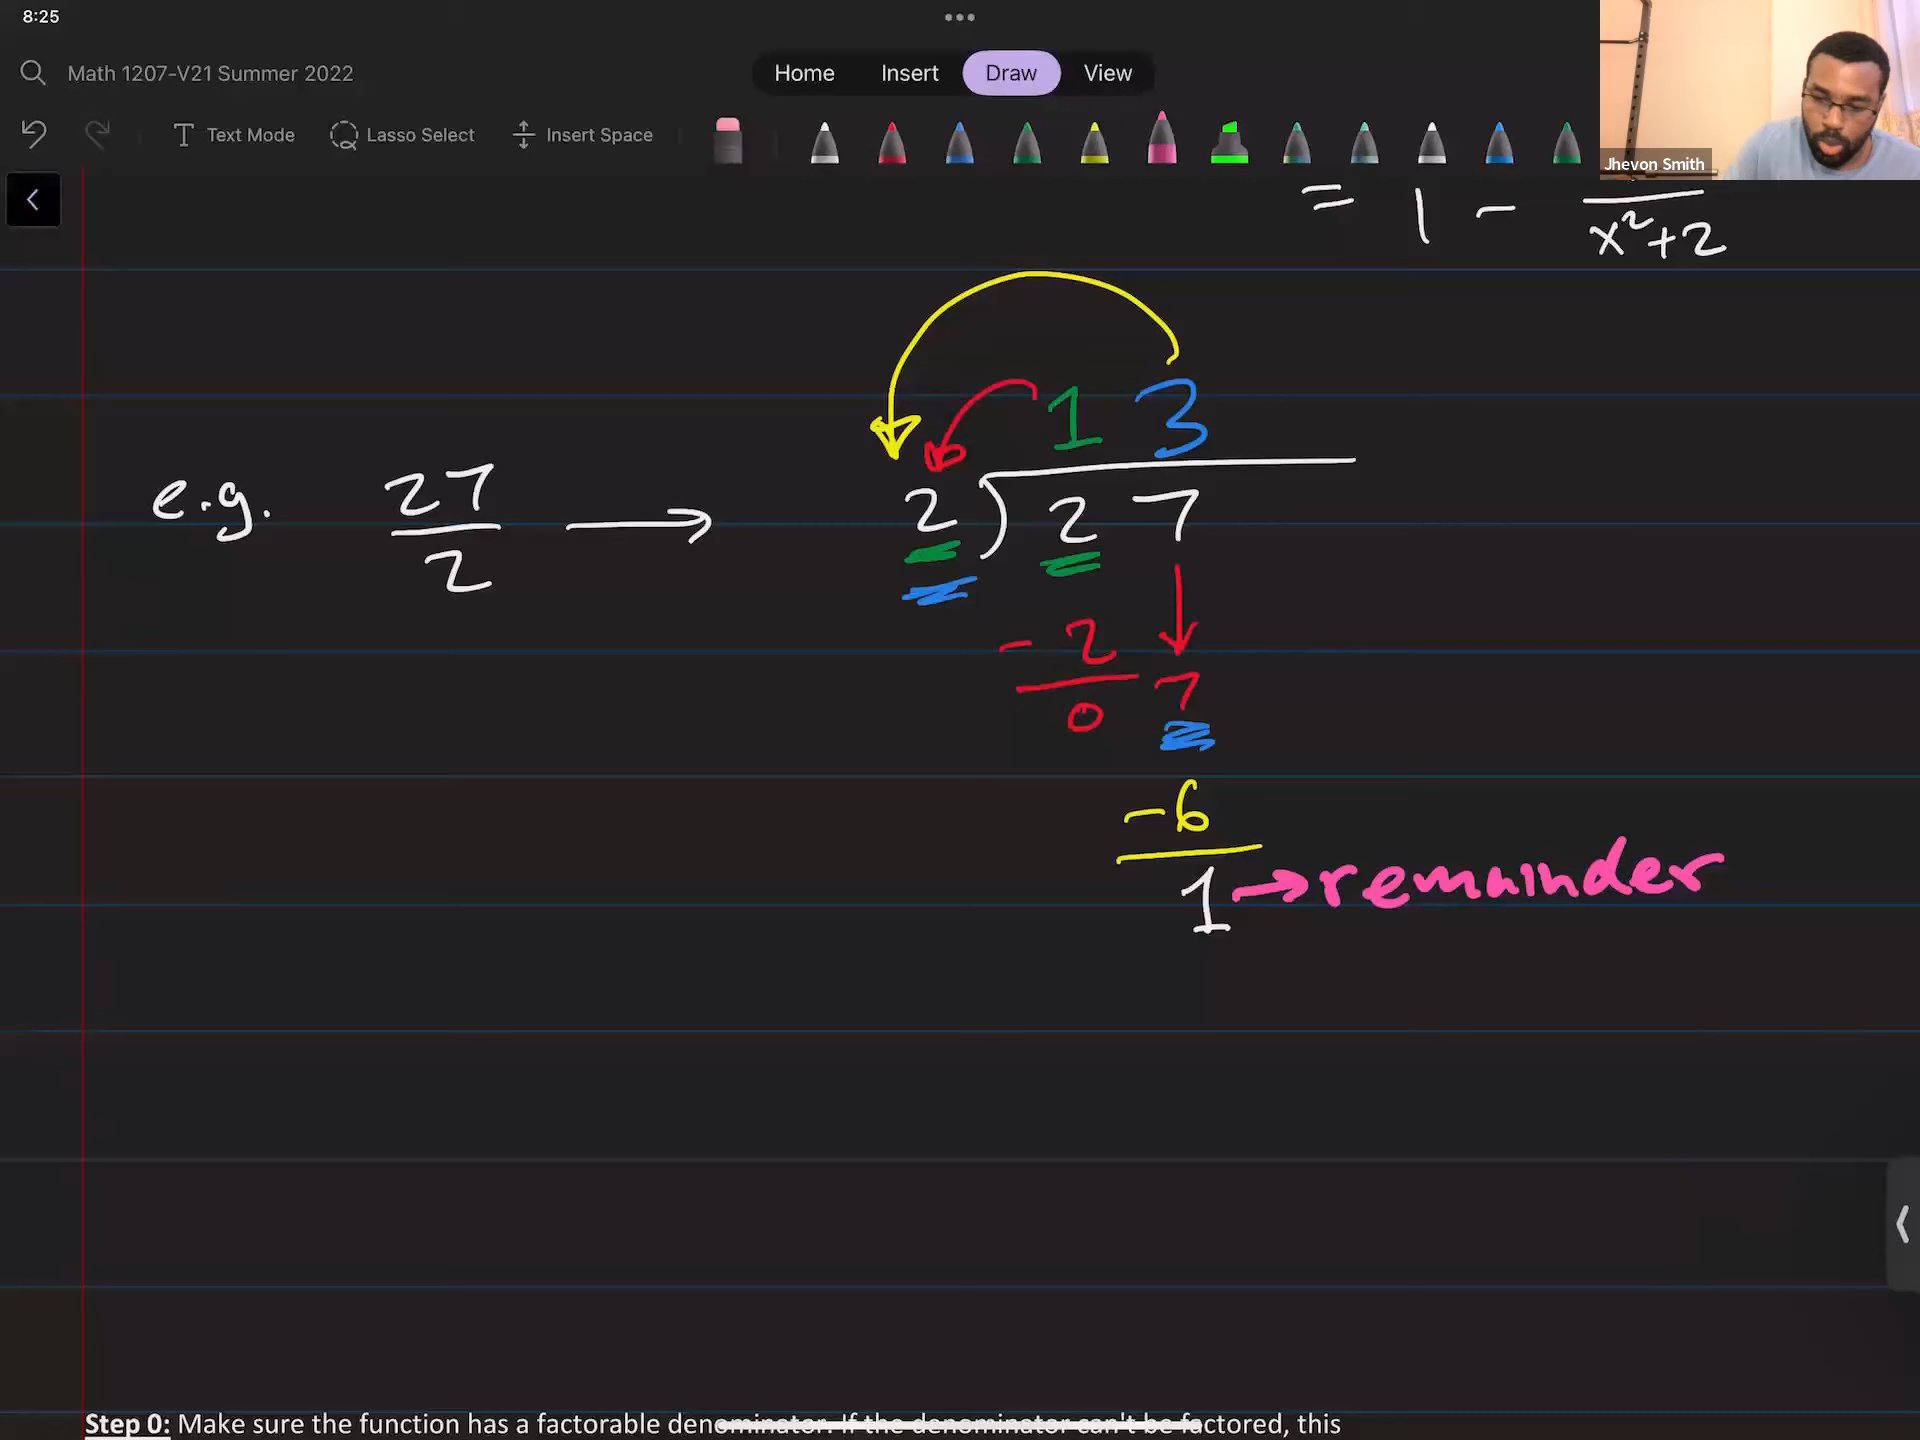 8:25
Math 1207-V21 Summer 2022
Home Insert Draw View
Text Mode Lasso Select Insert Space
Jhevon Smith
= 1 - 
x²+2
1 3
e.g. 27/2 → 2)27
- 2
0 7
-6
1 → remainder
Step 0: Make sure the function has a factorable denominator. If the denominator can't be factored, this